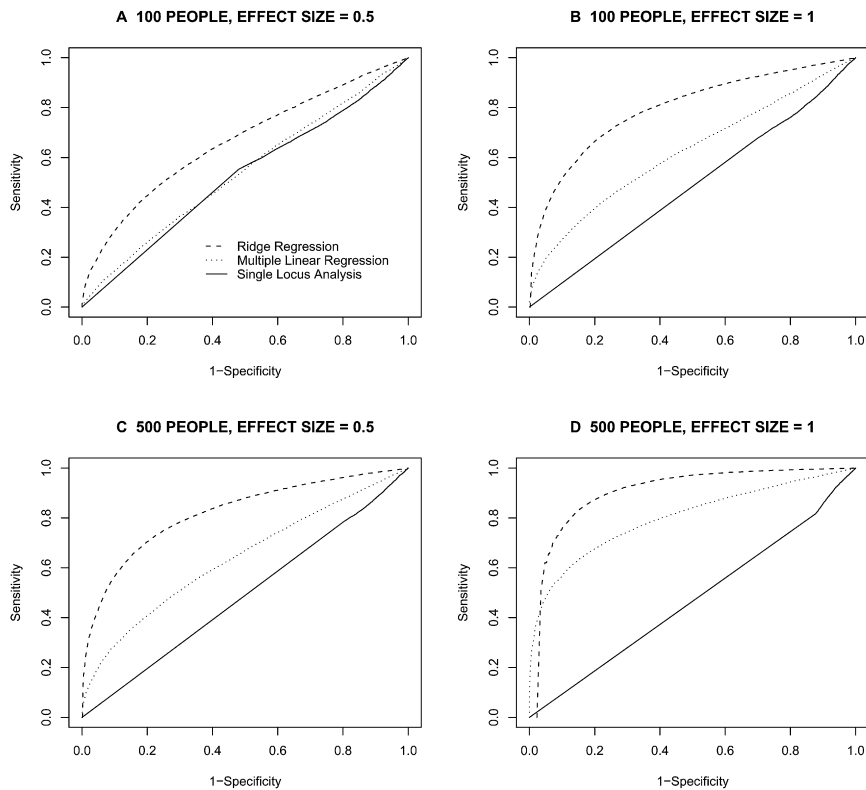 A 100 PEOPLE, EFFECT SIZE = 0.5
Sensitivity
1.0
0.8
0.6
0.4
0.2
0.0
Ridge Regression
Multiple Linear Regression
Single Locus Analysis
0.0 0.2 0.4 0.6 0.8 1.0
1−Specificity
B 100 PEOPLE, EFFECT SIZE = 1
Sensitivity
1.0
0.8
0.6
0.4
0.2
0.0
0.0 0.2 0.4 0.6 0.8 1.0
1−Specificity
C 500 PEOPLE, EFFECT SIZE = 0.5
Sensitivity
1.0
0.8
0.6
0.4
0.2
0.0
0.0 0.2 0.4 0.6 0.8 1.0
1−Specificity
D 500 PEOPLE, EFFECT SIZE = 1
Sensitivity
1.0
0.8
0.6
0.4
0.2
0.0
0.0 0.2 0.4 0.6 0.8 1.0
1−Specificity